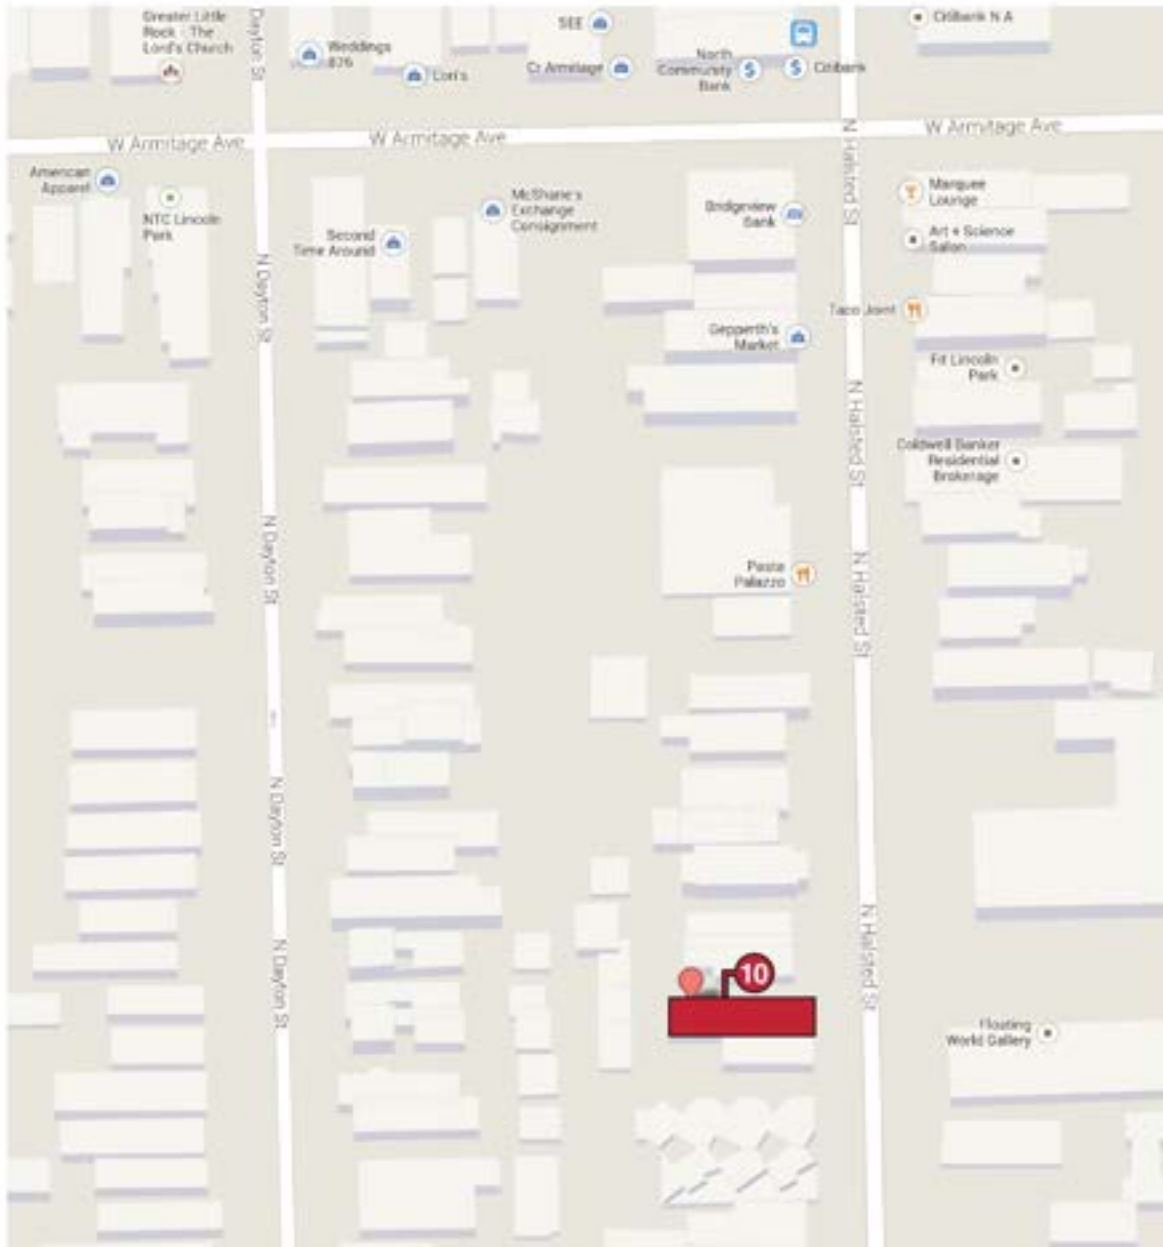 Greater Little
Rock The
Lord's Church
Dayton St
Weddings
826
Lori's
SEE
Cr Armitage
North
Community
Bank
Citibank
Citibank N A
W Armitage Ave
W Armitage Ave
W Armitage Ave
N Halsted St
American
Apparel
NTC Lincoln
Park
Second
Time Around
McShane's
Exchange
Consignment
Bridgeview
Bank
Marquee
Lounge
Art + Science
Salon
N Dayton St
Taco Joint
Gepperth's
Market
Fit Lincoln
Park
N Halsted St
Coldwell Banker
Residential
Brokerage
N Dayton St
Pasta
Palazzo
N Halsted St
N Dayton St
N Dayton St
N Halsted St
10
Floating
World Gallery